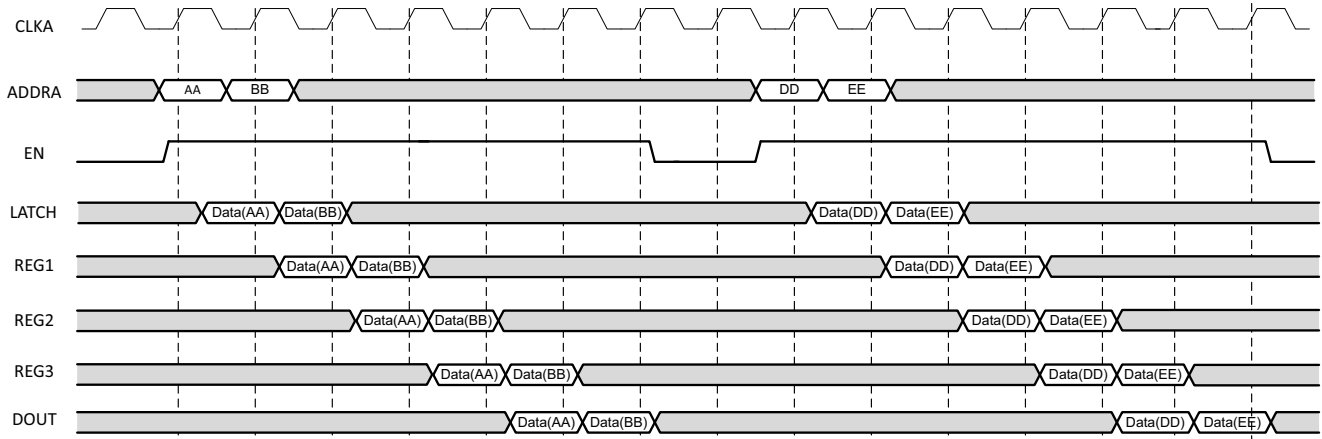 CLKA
ADDRA AA BB DD EE
EN
LATCH Data(AA) Data(BB) Data(DD) Data(EE)
REG1 Data(AA) Data(BB) Data(DD) Data(EE)
REG2 Data(AA) Data(BB) Data(DD) Data(EE)
REG3 Data(AA) Data(BB) Data(DD) Data(EE)
DOUT Data(AA) Data(BB) Data(DD) Data(EE)